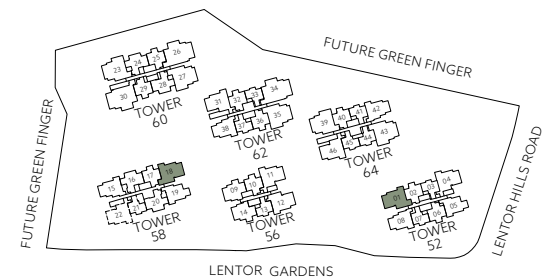 FUTURE GREEN FINGER
FUTURE GREEN FINGER
LENTOR HILLS ROAD
LENTOR GARDENS
23 24 25 26
30 29 28 27
TOWER
60
31 32 33 34
38 37 36 35
TOWER
62
39 40 41 42
46 45 44 43
TOWER
64
15 16 17 18
22 21 20 19
TOWER
58
09 10 11
14 13 12
TOWER
56
01 02 03 04
08 07 06 05
TOWER
52